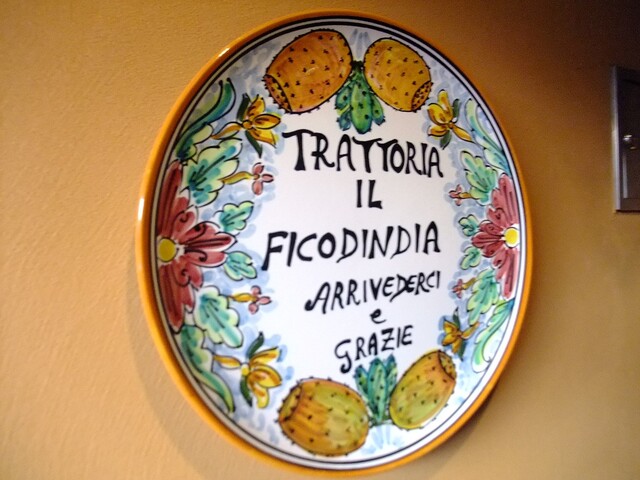 TRATTORIA
IL
FICODINDIA
ARRIVEDERCI
e
GRAZIE